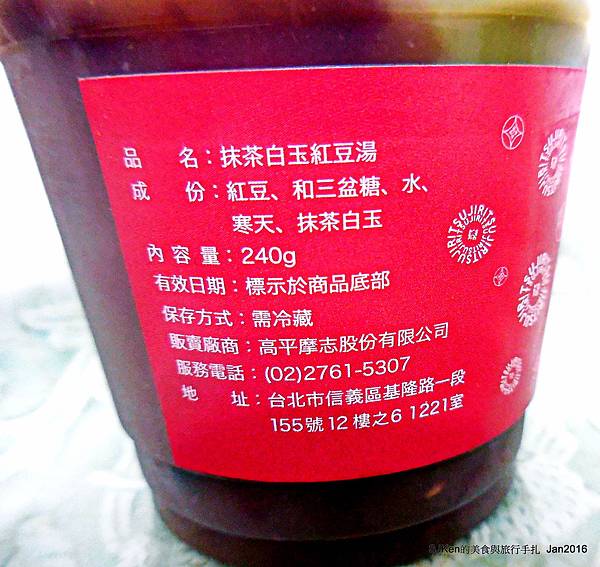 品　　名：抹茶白玉紅豆湯
成　　份：紅豆、和三盆糖、水、
寒天、抹茶白玉
內 容 量：240g
有效日期：標示於商品底部
保存方式：需冷藏
販賣廠商：高平摩志股份有限公司
服務電話：(02)2761-5307
地　　址：台北市信義區基隆路一段
155號12樓之6 1221室
RITSUJIRITSUJI
的美食與旅行手扎 Jan2016